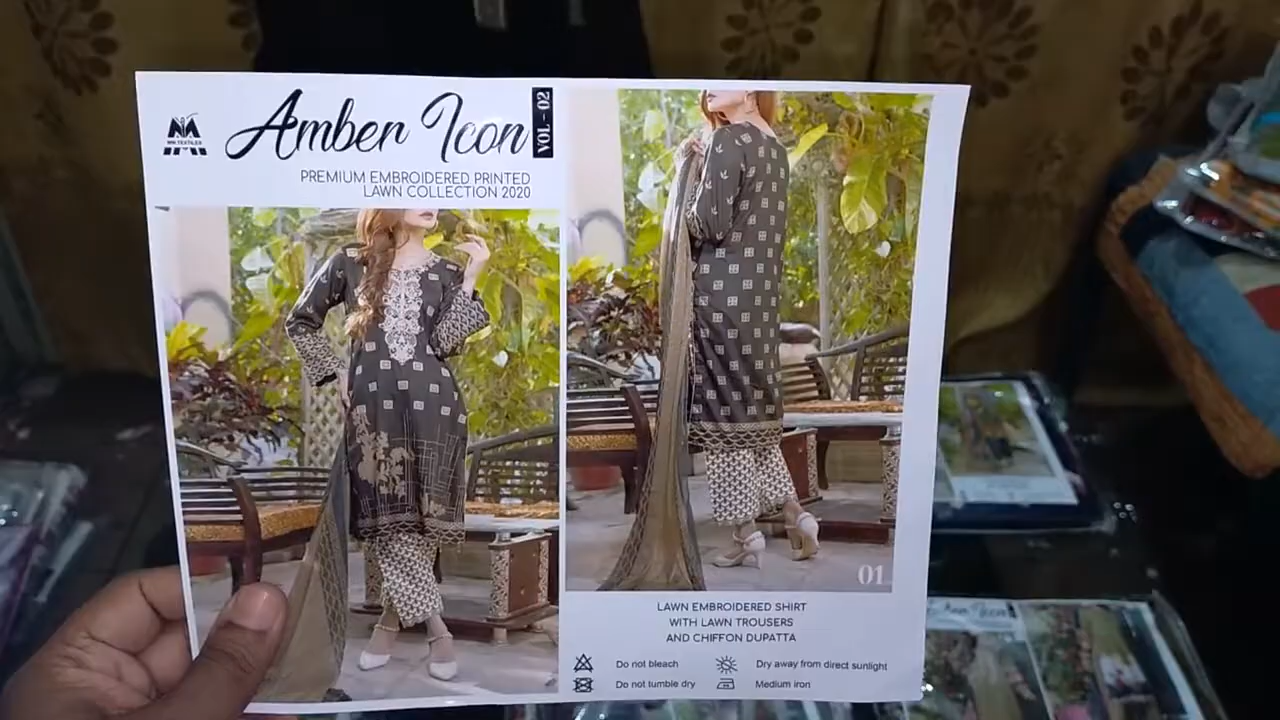 MM TEXTILES
Amber Icon
VOL - 02
PREMIUM EMBROIDERED PRINTED
LAWN COLLECTION 2020
01
LAWN EMBROIDERED SHIRT
WITH LAWN TROUSERS
AND CHIFFON DUPATTA
Do not bleach
Dry away from direct sunlight
Do not tumble dry
Medium iron